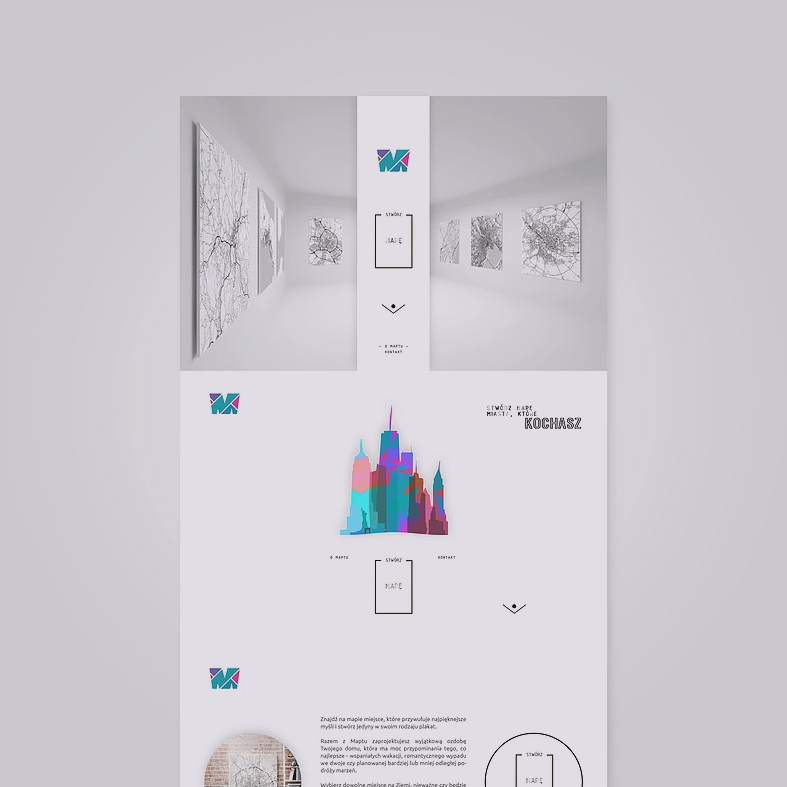 STWÓRZ
MAPĘ
— O MAPTU —
KONTAKT
STWÓRZ MAPĘ
MIASTA, KTÓRE
KOCHASZ
O MAPTU
STWÓRZ
KONTAKT
MAPĘ
Znajdź na mapie miejsce, które przywołuje najpiękniejsze
myśli i stwórz jedyny w swoim rodzaju plakat.
Razem z Maptu zaprojektujesz wyjątkową ozdobę
Twojego domu, która ma moc przypominania tego, co
najlepsze – wspaniałych wakacji, romantycznego wypadu
we dwoje czy planowanej bardziej lub mniej odległej po-
dróży marzeń.
STWÓRZ
MAPĘ
Wybierz dowolne miejsce na Ziemi, nieważne czy będzie